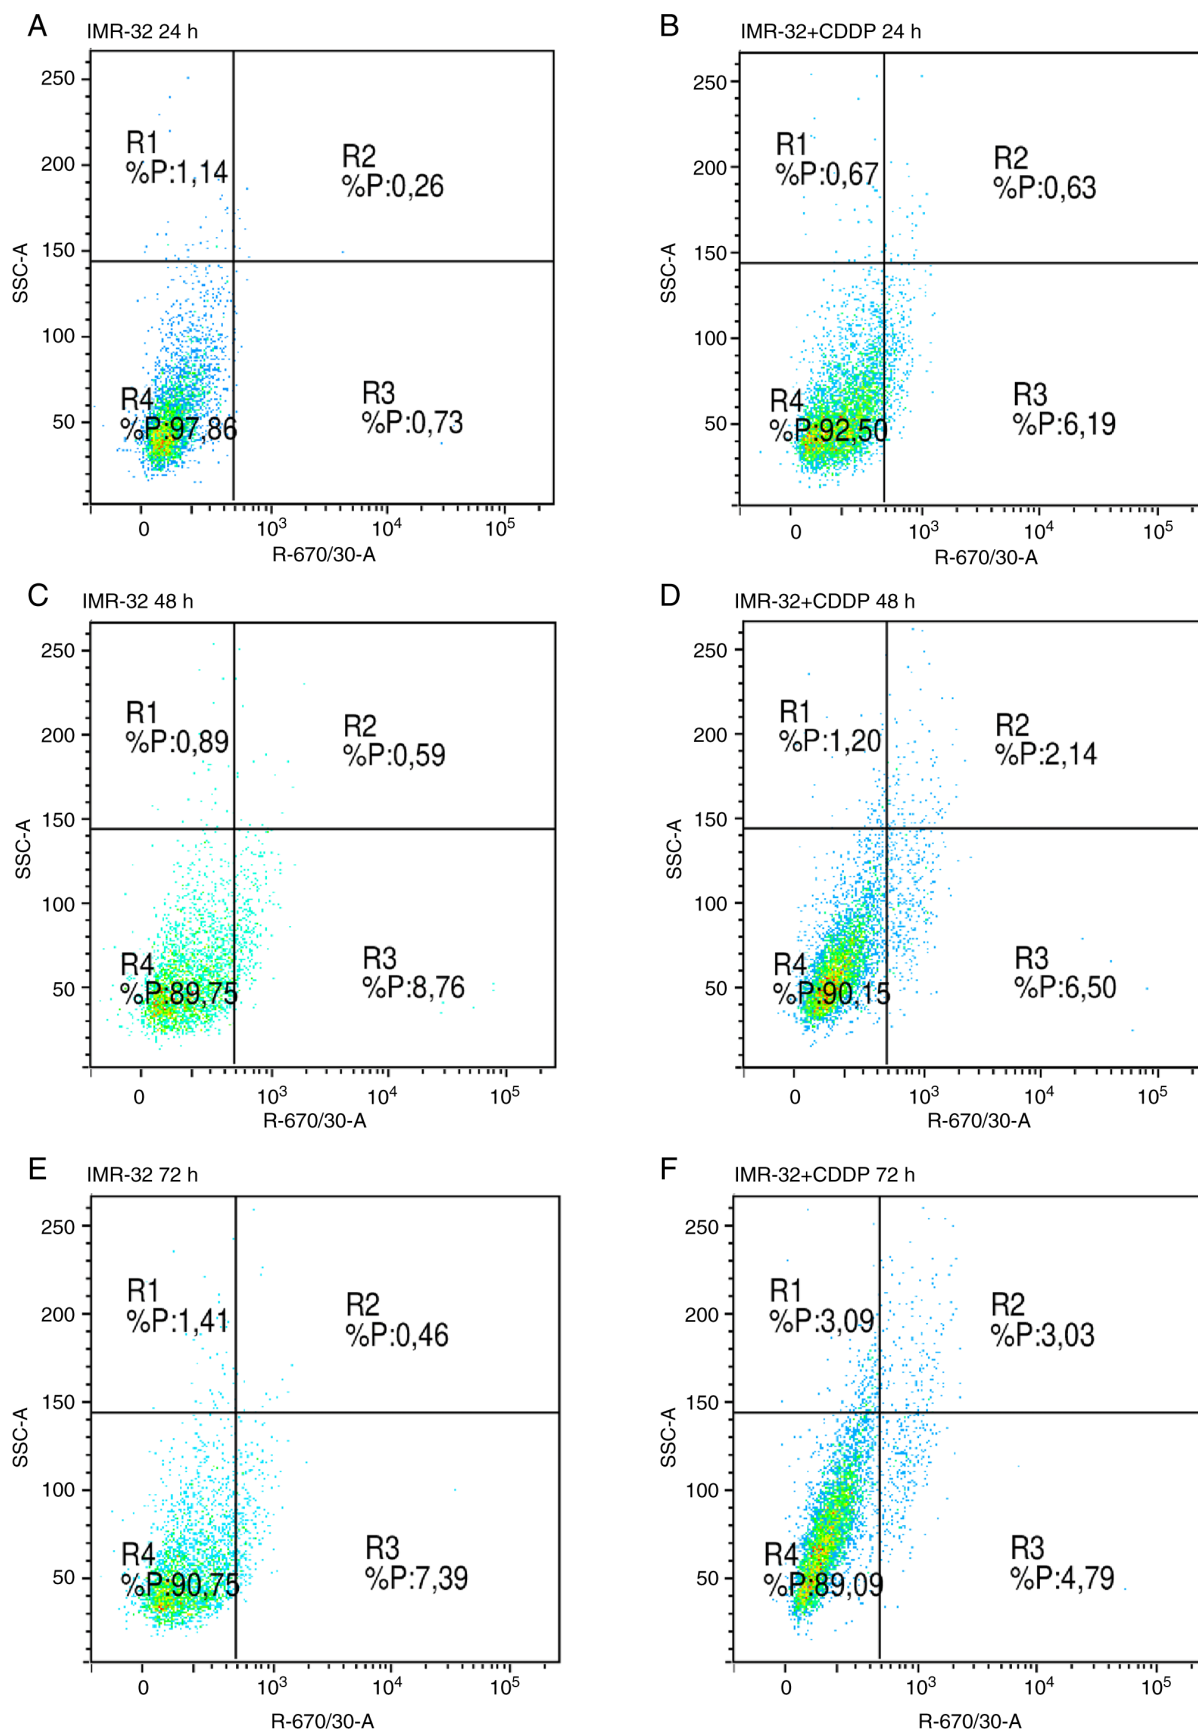 A
IMR-32 24 h
250
200
150
100
50
SSC-A
R1
%P:1,14
R2
%P:0,26
R4
%P:97,86
R3
%P:0,73
0
10³
10⁴
10⁵
R-670/30-A
B
IMR-32+CDDP 24 h
250
200
150
100
50
SSC-A
R1
%P:0,67
R2
%P:0,63
R4
%P:92,50
R3
%P:6,19
0
10³
10⁴
10⁵
R-670/30-A
C
IMR-32 48 h
250
200
150
100
50
SSC-A
R1
%P:0,89
R2
%P:0,59
R4
%P:89,75
R3
%P:8,76
0
10³
10⁴
10⁵
R-670/30-A
D
IMR-32+CDDP 48 h
250
200
150
100
50
SSC-A
R1
%P:1,20
R2
%P:2,14
R4
%P:90,15
R3
%P:6,50
0
10³
10⁴
10⁵
R-670/30-A
E
IMR-32 72 h
250
200
150
100
50
SSC-A
R1
%P:1,41
R2
%P:0,46
R4
%P:90,75
R3
%P:7,39
0
10³
10⁴
10⁵
R-670/30-A
F
IMR-32+CDDP 72 h
250
200
150
100
50
SSC-A
R1
%P:3,09
R2
%P:3,03
R4
%P:89,09
R3
%P:4,79
0
10³
10⁴
10⁵
R-670/30-A